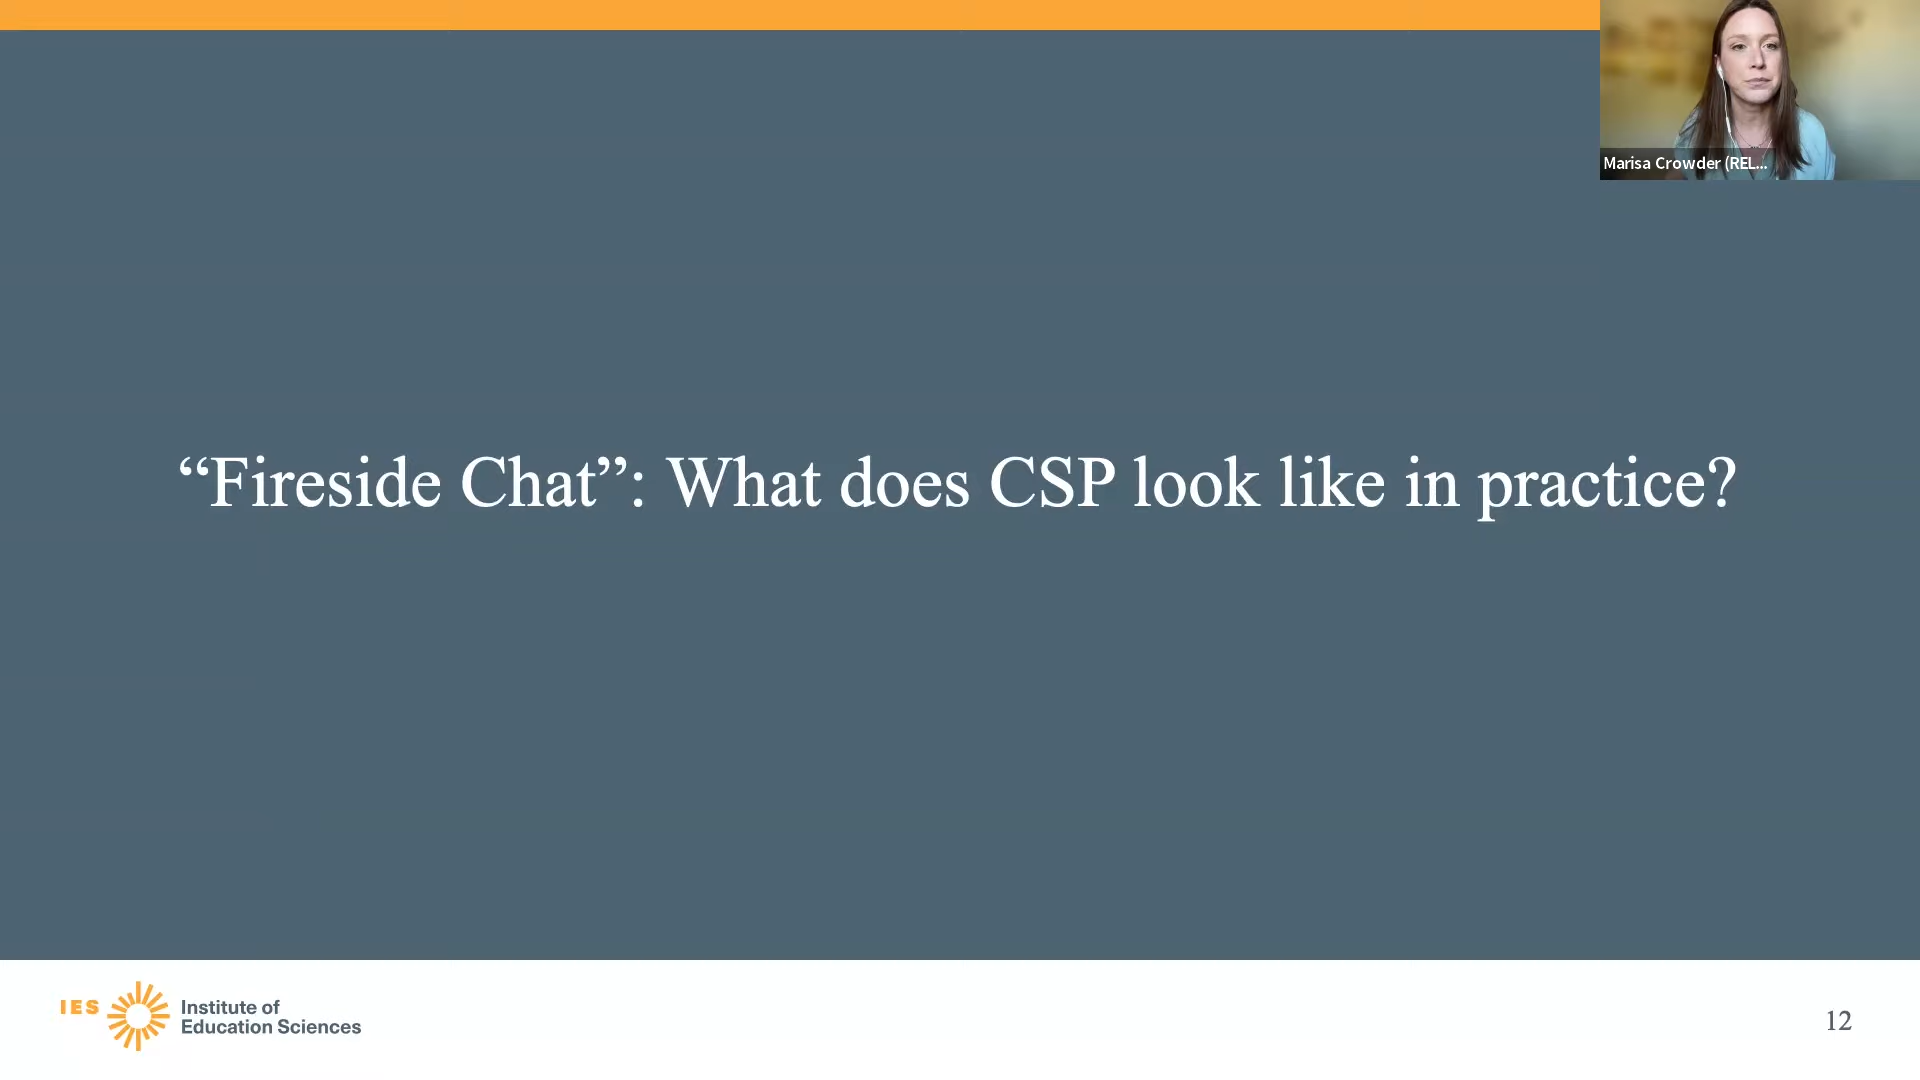 Marisa Crowder (REL...
“Fireside Chat”: What does CSP look like in practice?
IES
Institute of
Education Sciences
12